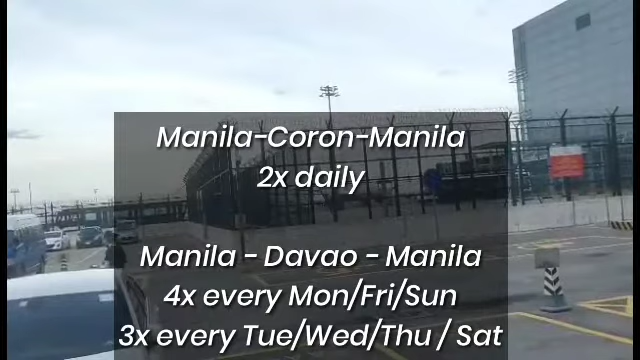 Manila-Coron-Manila
2x daily
Manila - Davao - Manila
4x every Mon/Fri/Sun
3x every Tue/Wed/Thu / Sat